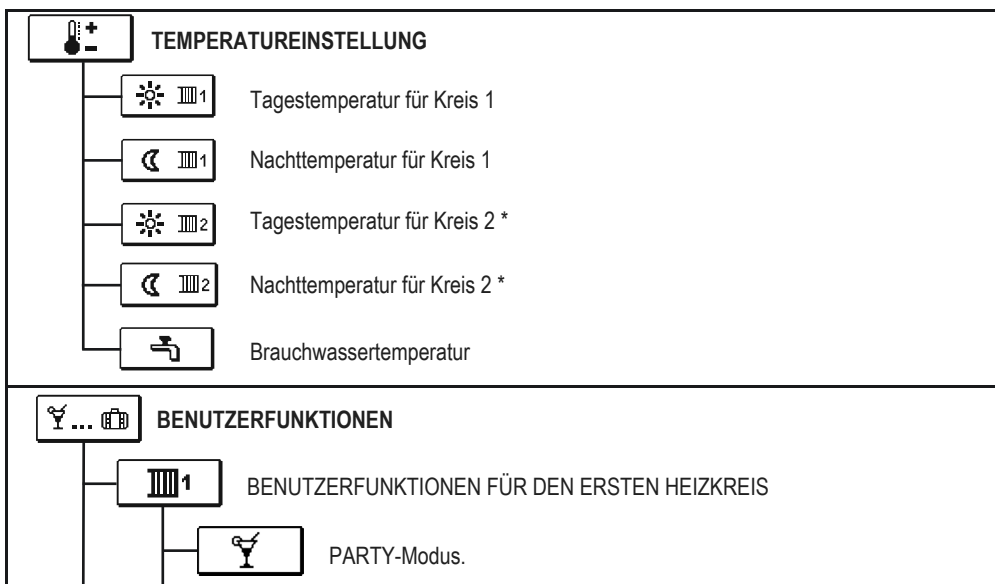 TEMPERATUREINSTELLUNG
1 Tagestemperatur für Kreis 1
1 Nachttemperatur für Kreis 1
2 Tagestemperatur für Kreis 2 *
2 Nachttemperatur für Kreis 2 *
Brauchwassertemperatur
... BENUTZERFUNKTIONEN
1 BENUTZERFUNKTIONEN FÜR DEN ERSTEN HEIZKREIS
PARTY-Modus.